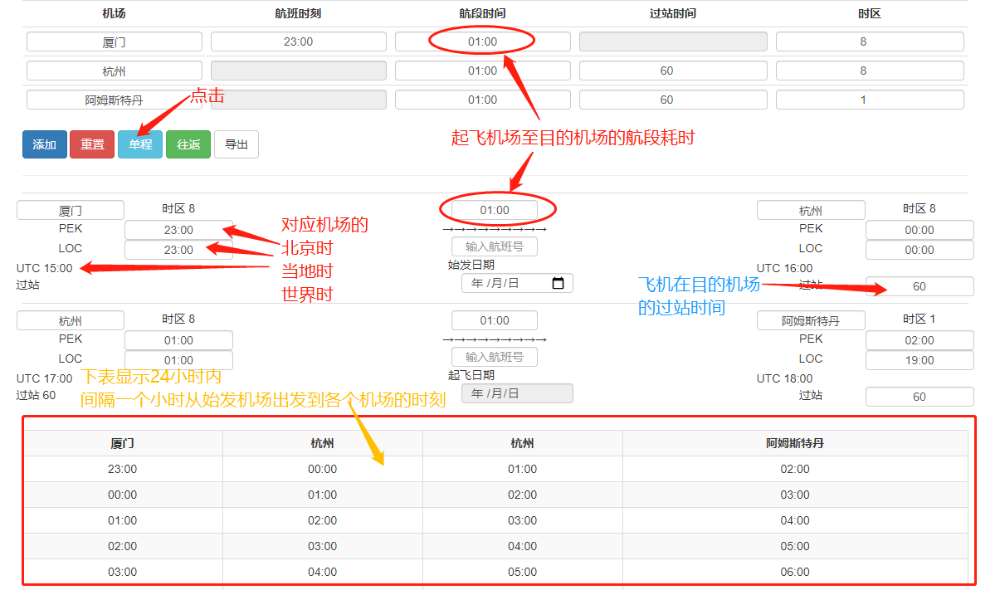 机场 航班时刻 航段时间 过站时间 时区
厦门 23:00 01:00 8
杭州 01:00 60 8
阿姆斯特丹 01:00 60 1
点击
添加 重置 单程 往返 导出
起飞机场至目的机场的航段耗时
厦门 时区 8 01:00 杭州 时区 8
PEK 23:00 →→→→→→→→→ PEK 00:00
LOC 23:00 输入航班号 LOC 00:00
UTC 15:00 始发日期 UTC 16:00
过站 年 /月/日 过站 60
对应机场的
北京时
当地时
世界时
飞机在目的机场
的过站时间
杭州 时区 8 01:00 阿姆斯特丹 时区 1
PEK 01:00 →→→→→→→→→ PEK 02:00
LOC 01:00 输入航班号 LOC 19:00
UTC 17:00 起飞日期 UTC 18:00
过站 60 年 /月/日 过站 60
下表显示24小时内
间隔一个小时从始发机场出发到各个机场的时刻
厦门 杭州 杭州 阿姆斯特丹
23:00 00:00 01:00 02:00
00:00 01:00 02:00 03:00
01:00 02:00 03:00 04:00
02:00 03:00 04:00 05:00
03:00 04:00 05:00 06:00